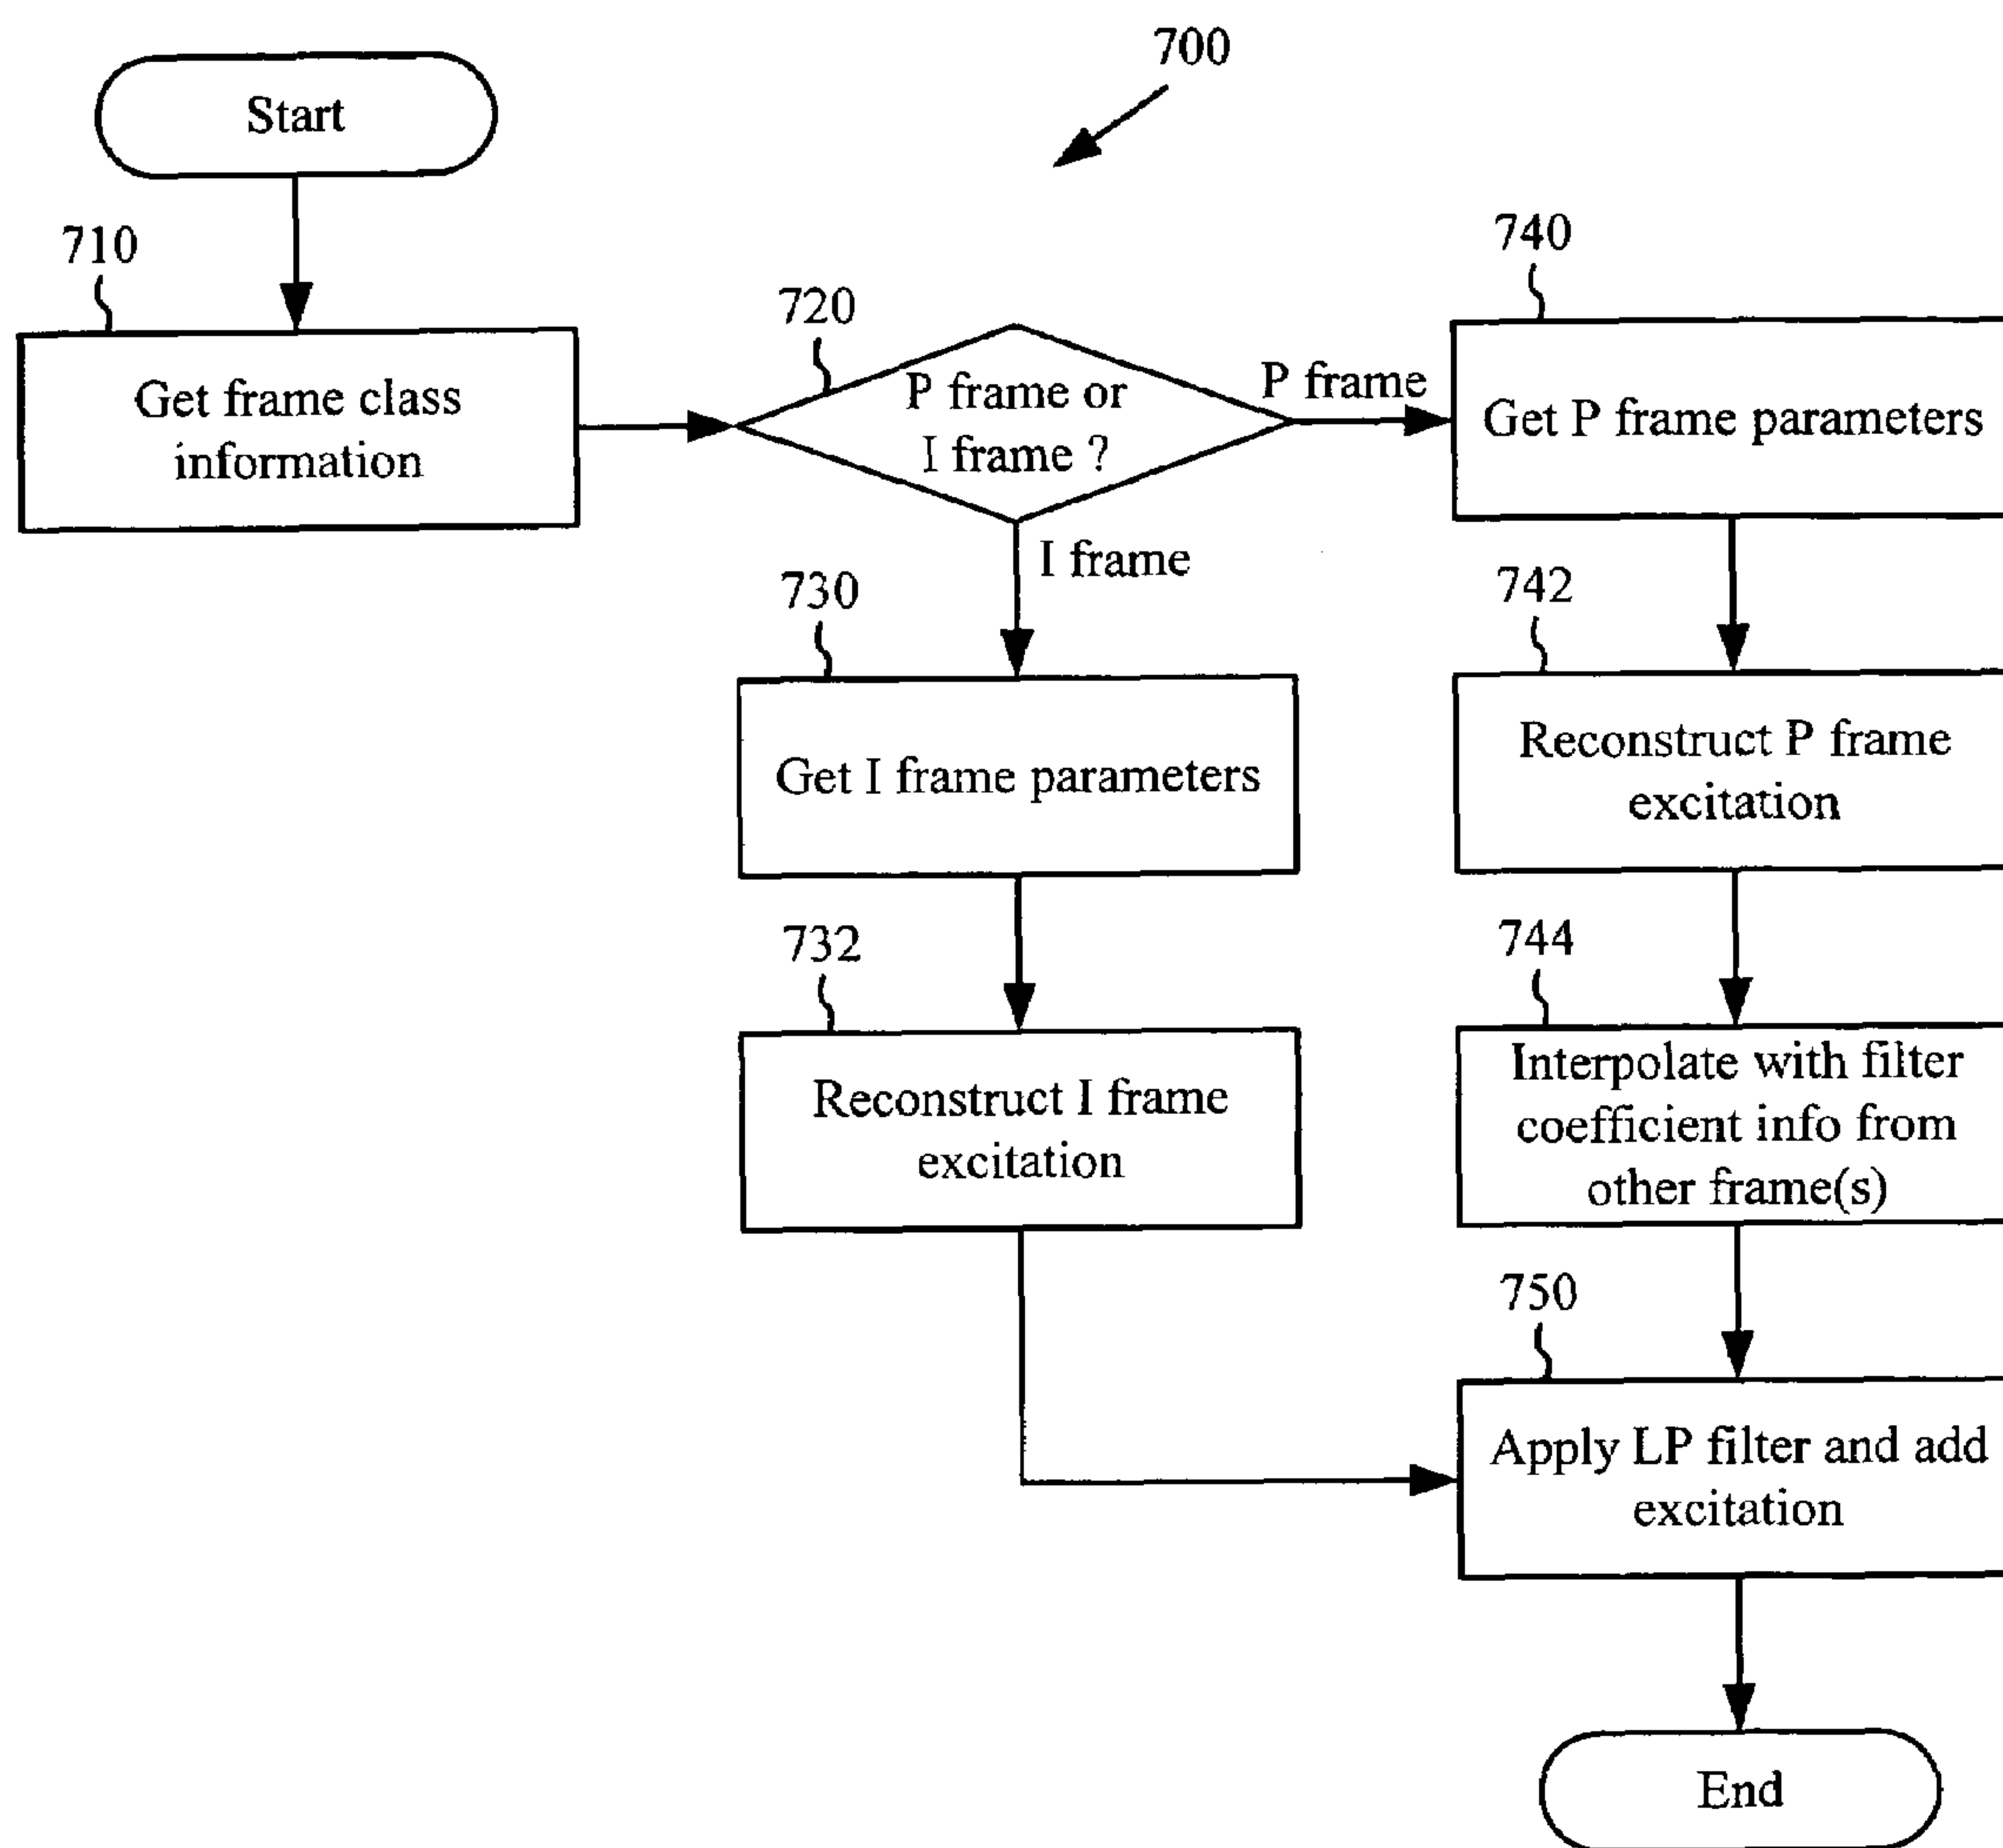 700
Start
710
Get frame class
information
720
P frame or
I frame ?
P frame
I frame
740
Get P frame parameters
730
Get I frame parameters
742
Reconstruct P frame
excitation
732
Reconstruct I frame
excitation
744
Interpolate with filter
coefficient info from
other frame(s)
750
Apply LP filter and add
excitation
End